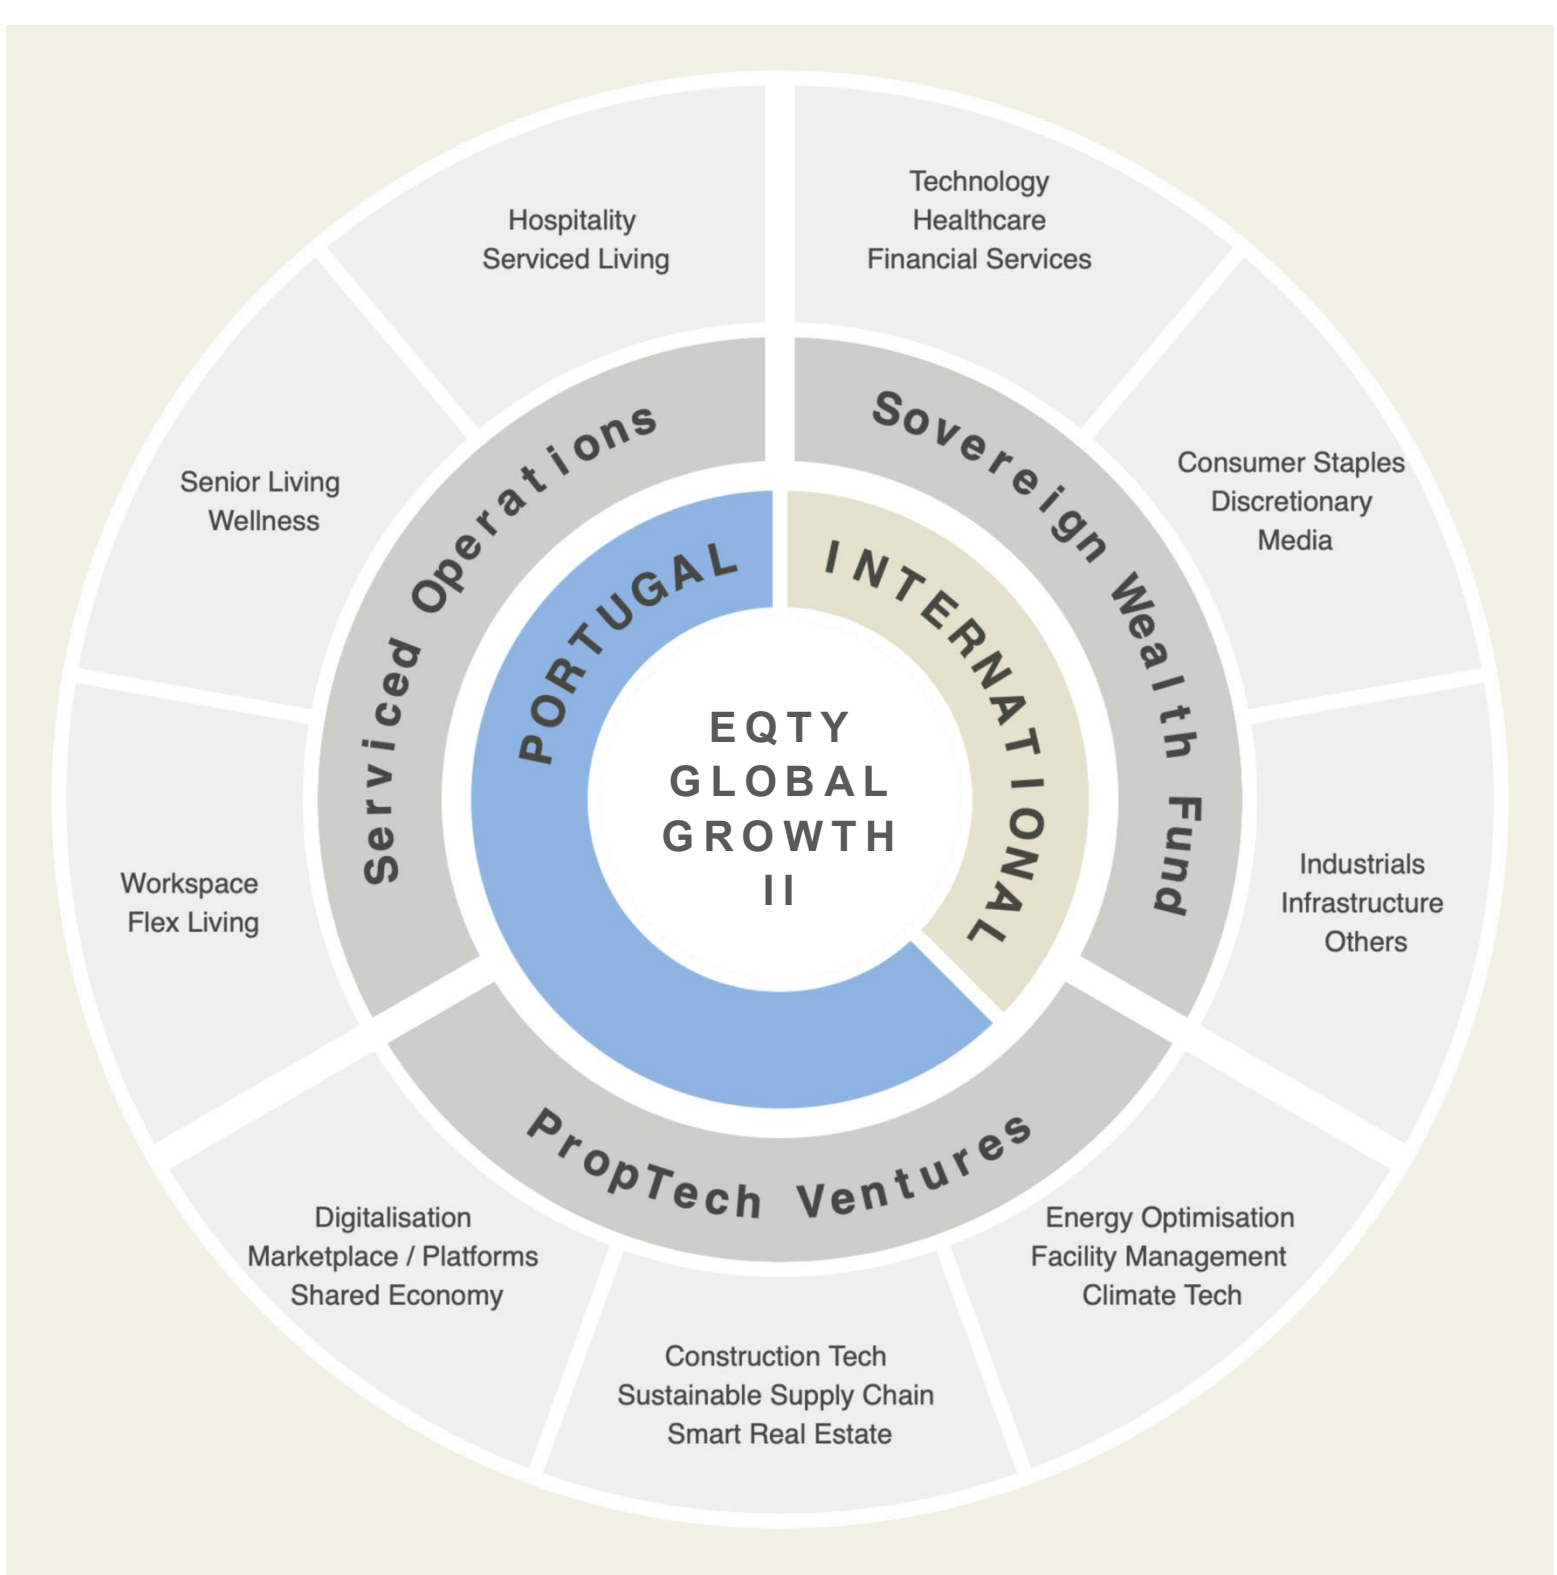 EQTY
GLOBAL
GROWTH
II
PORTUGAL
INTERNATIONAL
Serviced Operations
Sovereign Wealth Fund
PropTech Ventures
Hospitality
Serviced Living
Technology
Healthcare
Financial Services
Senior Living
Wellness
Consumer Staples
Discretionary
Media
Workspace
Flex Living
Industrials
Infrastructure
Others
Digitalisation
Marketplace / Platforms
Shared Economy
Construction Tech
Sustainable Supply Chain
Smart Real Estate
Energy Optimisation
Facility Management
Climate Tech